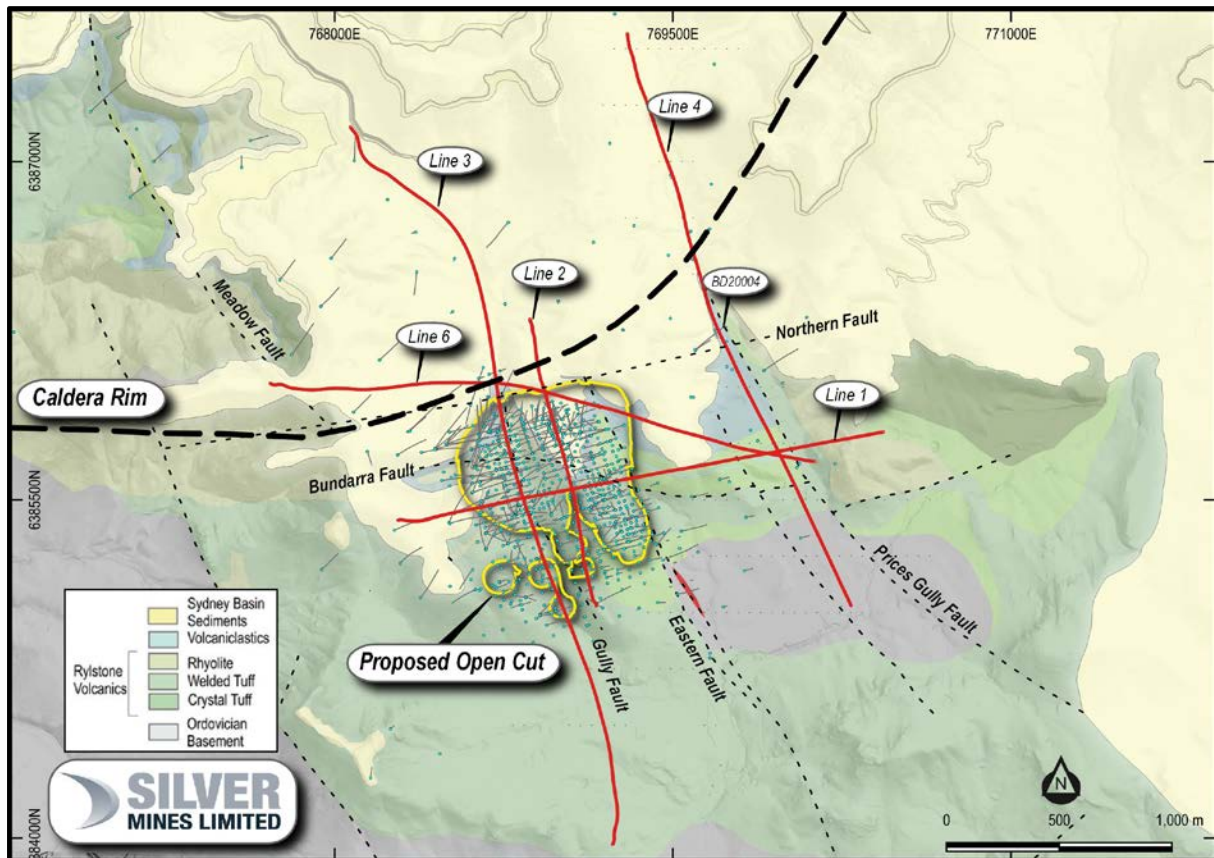 768000E
769500E
771000E
Line 4
Line 3
6387000N
Line 2
BD20004
Meadow Fault
Northern Fault
Line 6
Caldera Rim
Line 1
Bundarra Fault
6385500N
Prices Gully Fault
Eastern Fault
Gully Fault
Proposed Open Cut
Sydney Basin
Sediments
Volcaniclastics
Rylstone
Volcanics
Rhyolite
Welded Tuff
Crystal Tuff
Ordovician
Basement
SILVER
MINES LIMITED
N
0 500 1,000 m